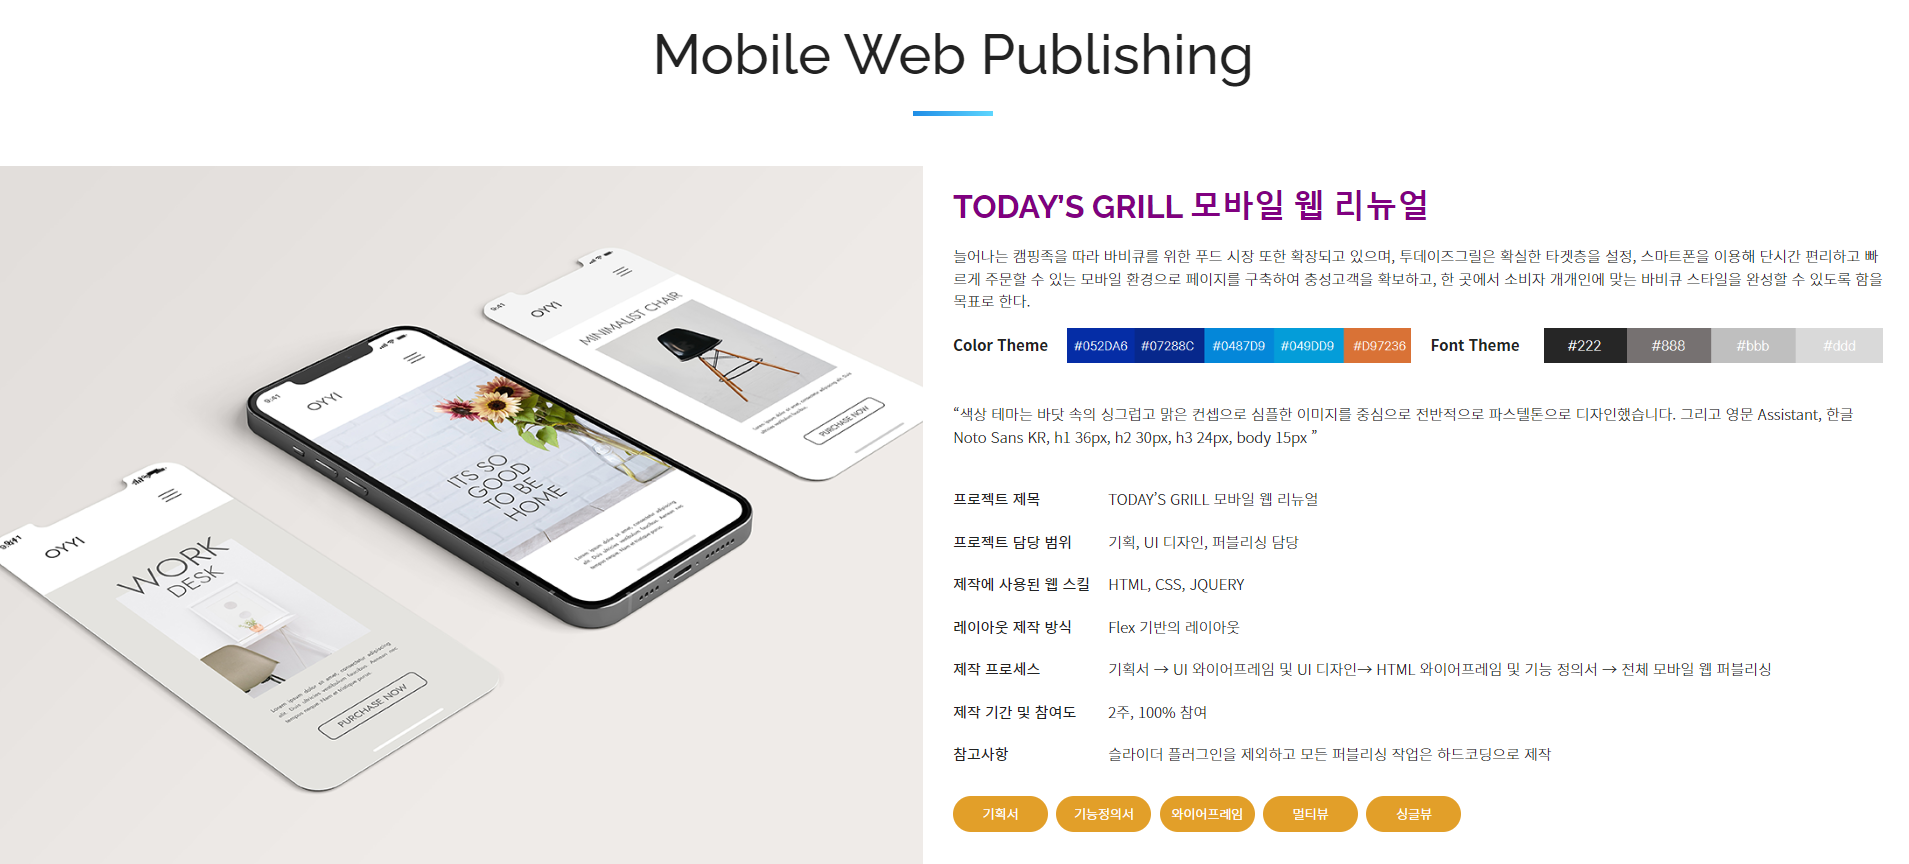 Mobile Web Publishing
TODAY’S GRILL 모바일 웹 리뉴얼
늘어나는 캠핑족을 따라 바비큐를 위한 푸드 시장 또한 확장되고 있으며, 투데이즈그릴은 확실한 타겟층을 설정, 스마트폰을 이용해 단시간 편리하고 빠
르게 주문할 수 있는 모바일 환경으로 페이지를 구축하여 충성고객을 확보하고, 한 곳에서 소비자 개개인에 맞는 바비큐 스타일을 완성할 수 있도록 함을
목표로 한다.
Color Theme #052DA6 #07288C #0487D9 #049DD9 #D97236 Font Theme #222 #888 #bbb #ddd
“색상 테마는 바닷 속의 싱그럽고 맑은 컨셉으로 심플한 이미지를 중심으로 전반적으로 파스텔톤으로 디자인했습니다. 그리고 영문 Assistant, 한글
Noto Sans KR, h1 36px, h2 30px, h3 24px, body 15px ”
프로젝트 제목 TODAY’S GRILL 모바일 웹 리뉴얼
프로젝트 담당 범위 기획, UI 디자인, 퍼블리싱 담당
제작에 사용된 웹 스킬 HTML, CSS, JQUERY
레이아웃 제작 방식 Flex 기반의 레이아웃
제작 프로세스 기획서 → UI 와이어프레임 및 UI 디자인→ HTML 와이어프레임 및 기능 정의서 → 전체 모바일 웹 퍼블리싱
제작 기간 및 참여도 2주, 100% 참여
참고사항 슬라이더 플러그인을 제외하고 모든 퍼블리싱 작업은 하드코딩으로 제작
기획서 기능정의서 와이어프레임 멀티뷰 싱글뷰
9:41
OYYI
MINIMALIST CHAIR
PURCHASE NOW
9:41
OYYI
ITS SO
GOOD
TO BE
HOME
9:41
OYYI
WORK
DESK
PURCHASE NOW